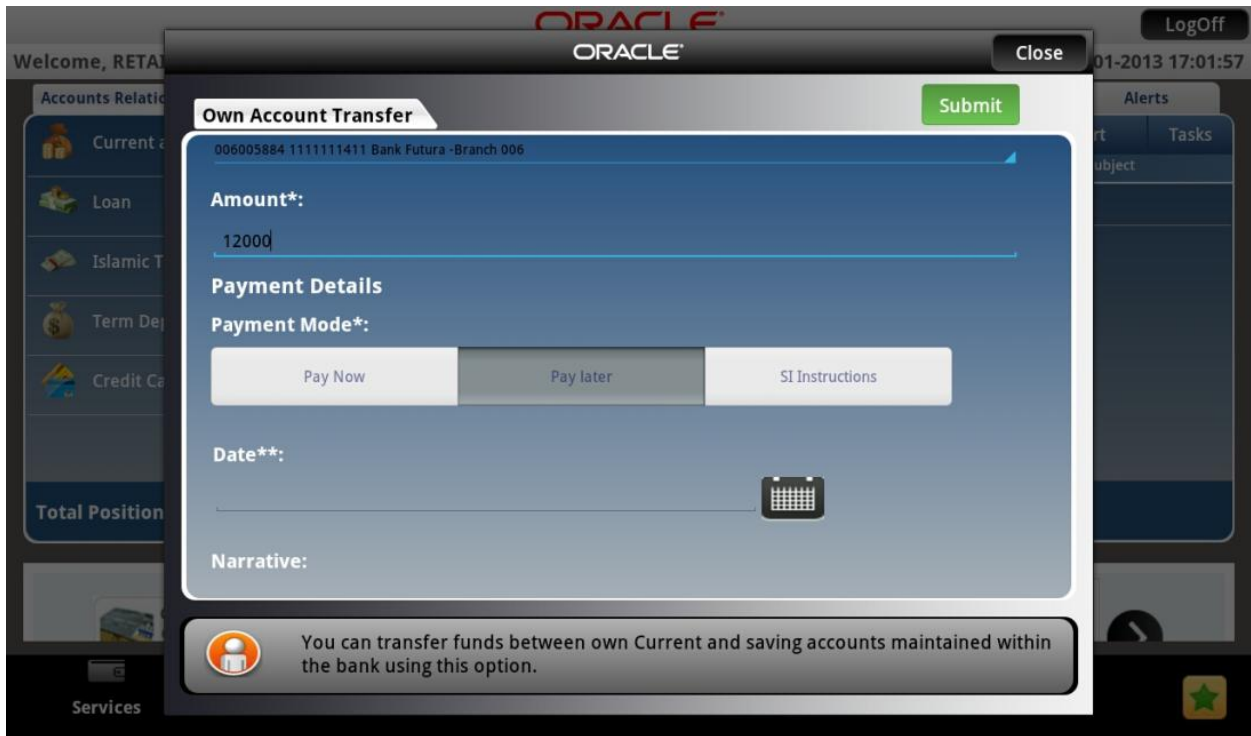 ORACLE
LogOff
ORACLE
Close
Welcome, RETAI
01-2013 17:01:57
Accounts Relatio
Own Account Transfer
Submit
Alerts
Current a
006005884 1111111411 Bank Futura -Branch 006
rt
Tasks
ubject
Loan
Amount*:
12000
Islamic T
Payment Details
Term Dep
Payment Mode*:
Credit Ca
Pay Now
Pay later
SI Instructions
Date**:
Total Position
Narrative:
You can transfer funds between own Current and saving accounts maintained within
the bank using this option.
Services